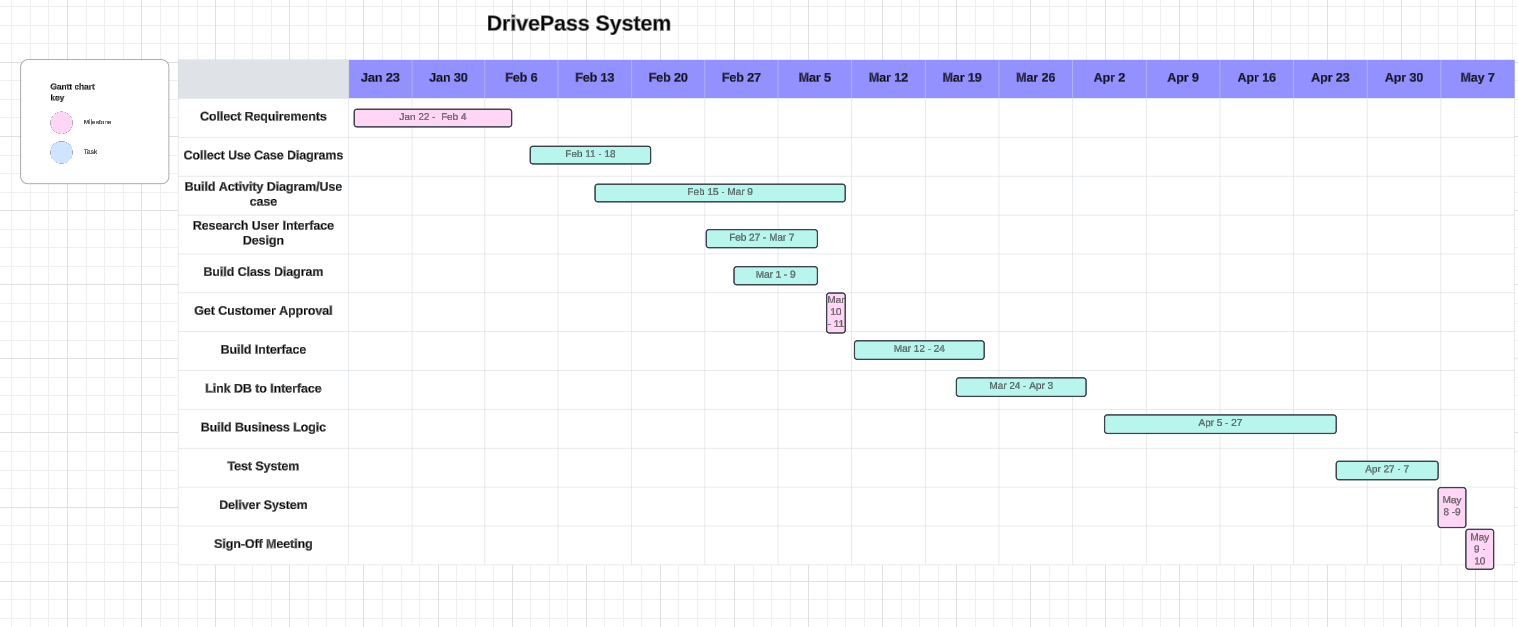 DrivePass System
Gantt chart
key
Milestone
Task
Jan 23 Jan 30 Feb 6 Feb 13 Feb 20 Feb 27 Mar 5 Mar 12 Mar 19 Mar 26 Apr 2 Apr 9 Apr 16 Apr 23 Apr 30 May 7
Collect Requirements
Jan 22 - Feb 4
Collect Use Case Diagrams
Feb 11 - 18
Build Activity Diagram/Use
case
Feb 15 - Mar 9
Research User Interface
Design
Feb 27 - Mar 7
Build Class Diagram
Mar 1 - 9
Get Customer Approval
Mar
10
- 11
Build Interface
Mar 12 - 24
Link DB to Interface
Mar 24 - Apr 3
Build Business Logic
Apr 5 - 27
Test System
Apr 27 - 7
Deliver System
May
8 -9
Sign-Off Meeting
May
9 -
10